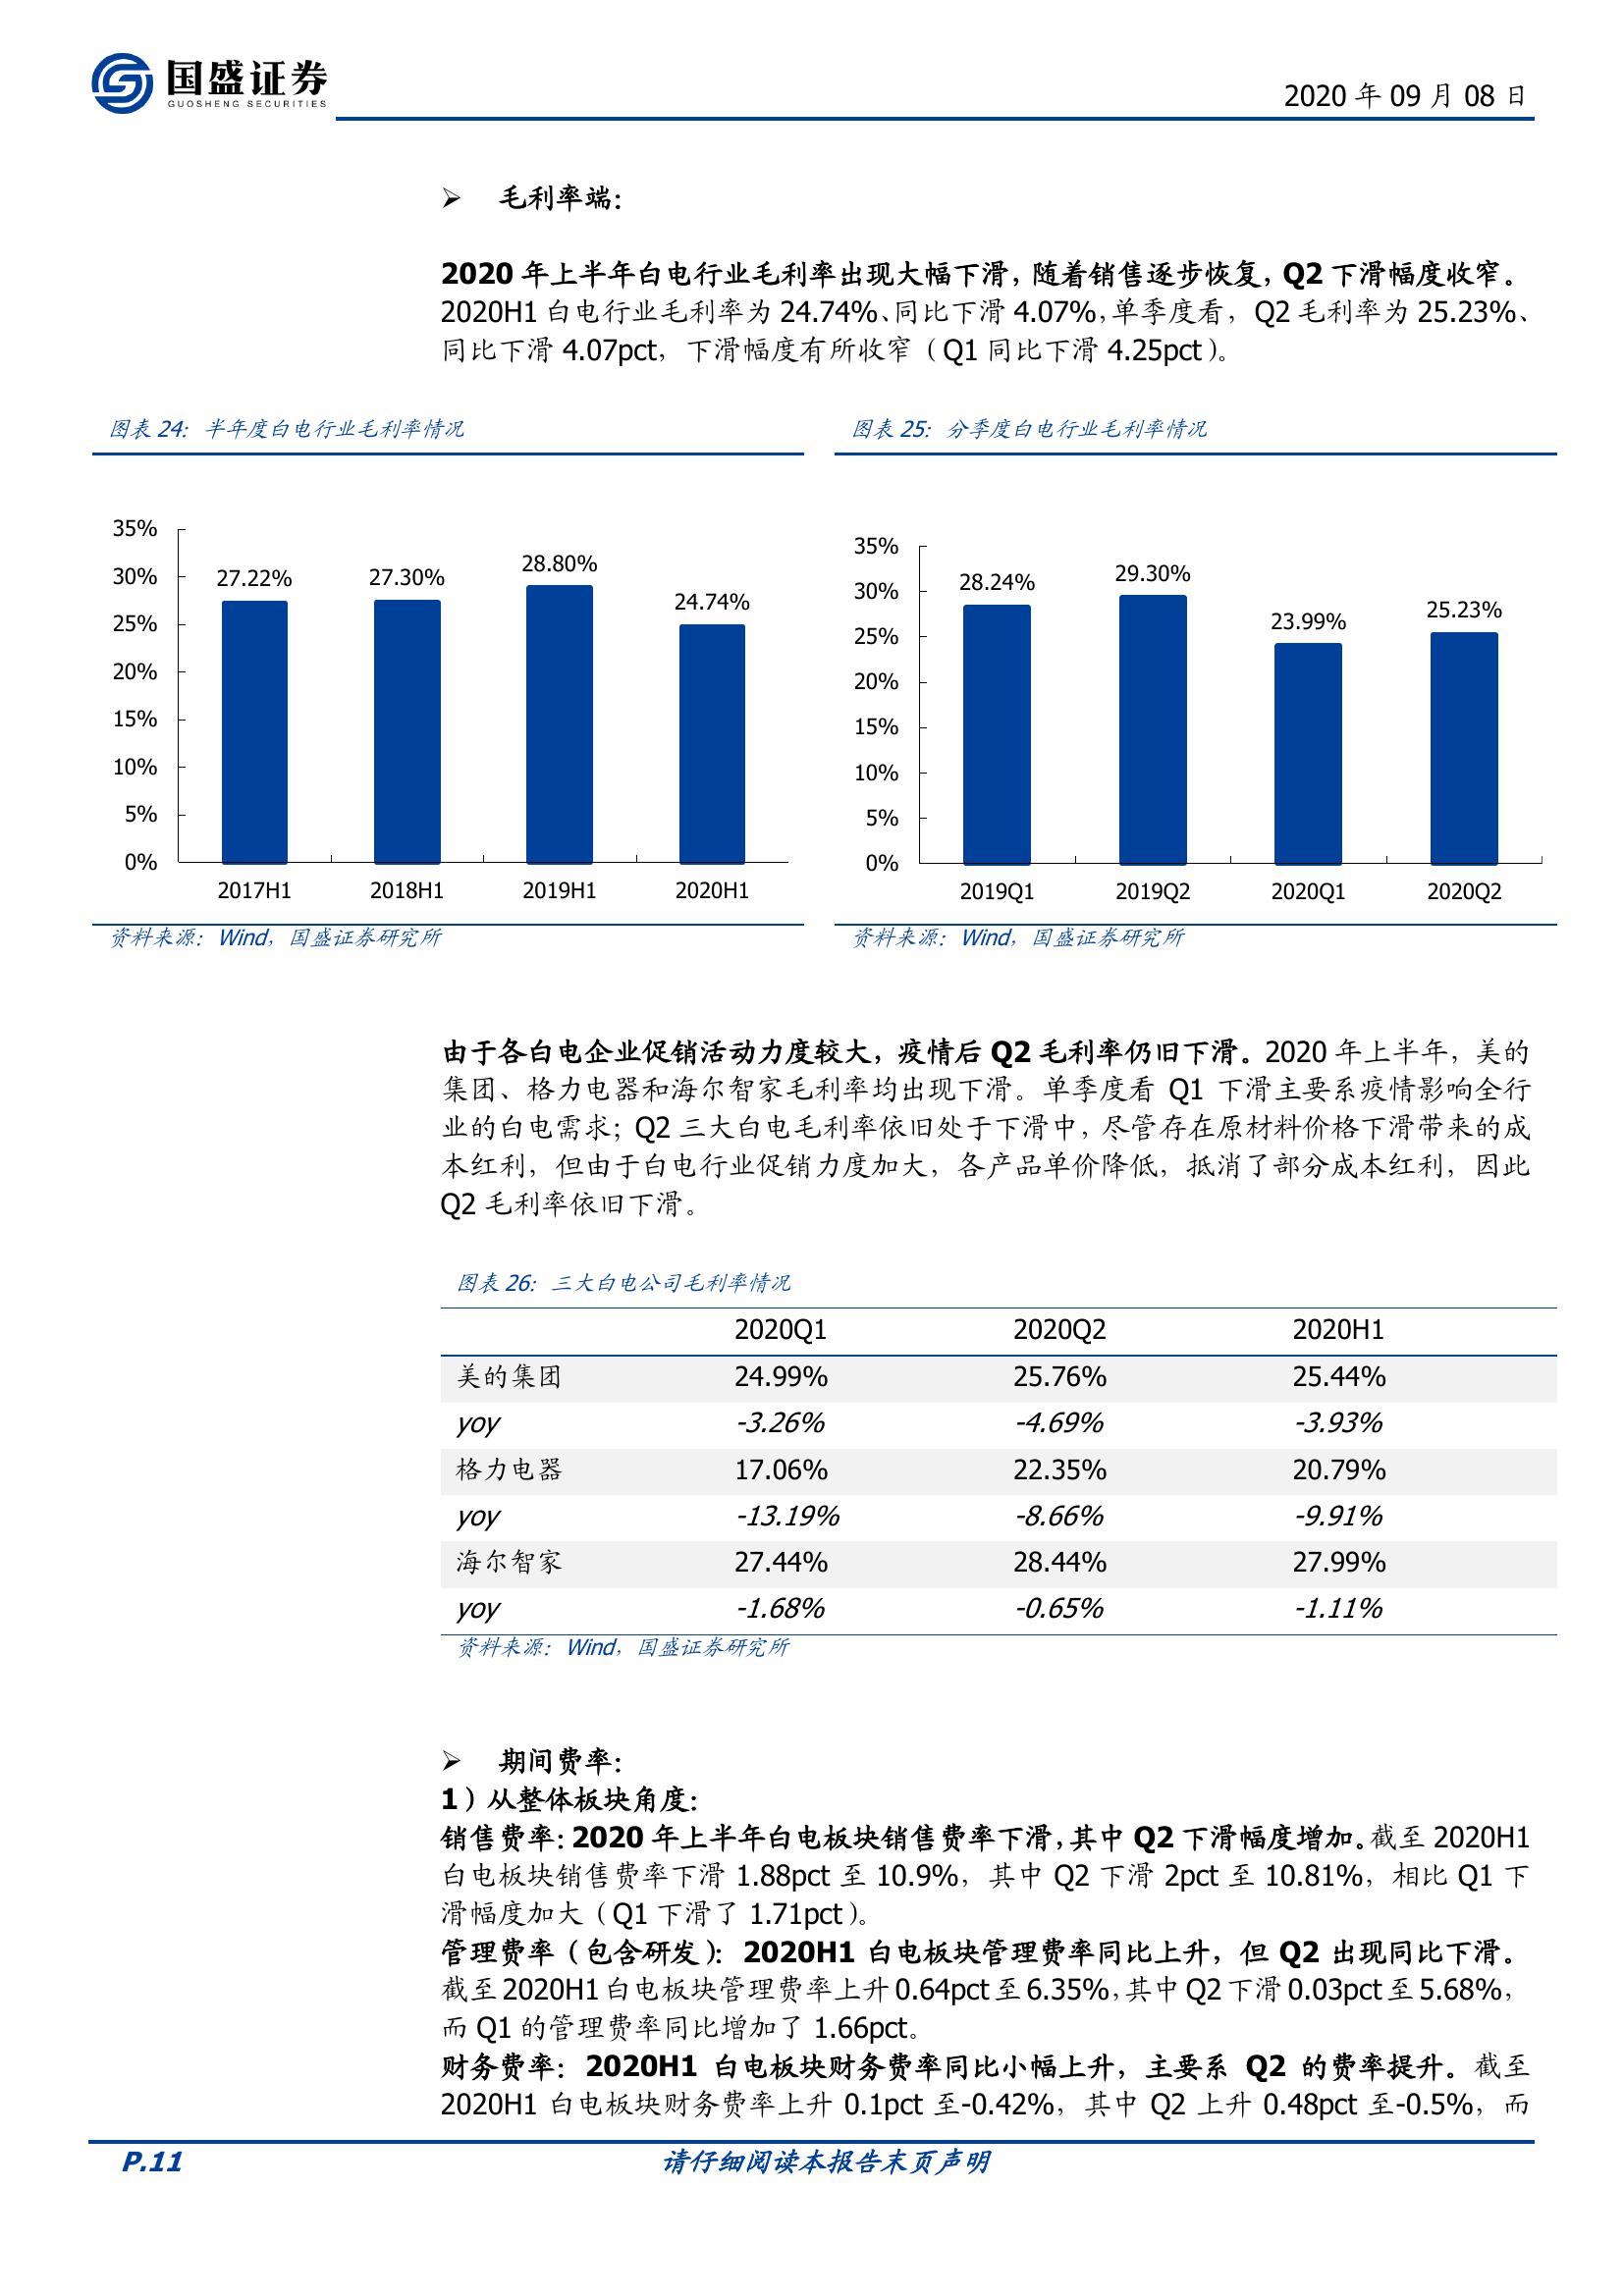 国盛证券
GUOSHENG SECURITIES
2020 年 09 月 08 日
➢ 毛利率端：
2020 年上半年白电行业毛利率出现大幅下滑，随着销售逐步恢复，Q2 下滑幅度收窄。
2020H1 白电行业毛利率为 24.74%、同比下滑 4.07%，单季度看，Q2 毛利率为 25.23%、
同比下滑 4.07pct，下滑幅度有所收窄（Q1 同比下滑 4.25pct）。
图表 24：半年度白电行业毛利率情况
35%
30%
25%
20%
15%
10%
5%
0%
27.22%
27.30%
28.80%
24.74%
2017H1
2018H1
2019H1
2020H1
资料来源：Wind，国盛证券研究所
图表 25：分季度白电行业毛利率情况
35%
30%
25%
20%
15%
10%
5%
0%
28.24%
29.30%
23.99%
25.23%
2019Q1
2019Q2
2020Q1
2020Q2
资料来源：Wind，国盛证券研究所
由于各白电企业促销活动力度较大，疫情后 Q2 毛利率仍旧下滑。2020 年上半年，美的
集团、格力电器和海尔智家毛利率均出现下滑。单季度看 Q1 下滑主要系疫情影响全行
业的白电需求；Q2 三大白电毛利率依旧处于下滑中，尽管存在原材料价格下滑带来的成
本红利，但由于白电行业促销力度加大，各产品单价降低，抵消了部分成本红利，因此
Q2 毛利率依旧下滑。
图表 26：三大白电公司毛利率情况
2020Q1 2020Q2 2020H1
美的集团 24.99% 25.76% 25.44%
yoy -3.26% -4.69% -3.93%
格力电器 17.06% 22.35% 20.79%
yoy -13.19% -8.66% -9.91%
海尔智家 27.44% 28.44% 27.99%
yoy -1.68% -0.65% -1.11%
资料来源：Wind，国盛证券研究所
➢ 期间费率：
1）从整体板块角度：
销售费率：2020 年上半年白电板块销售费率下滑，其中 Q2 下滑幅度增加。截至 2020H1
白电板块销售费率下滑 1.88pct 至 10.9%，其中 Q2 下滑 2pct 至 10.81%，相比 Q1 下
滑幅度加大（Q1 下滑了 1.71pct）。
管理费率（包含研发）：2020H1 白电板块管理费率同比上升，但 Q2 出现同比下滑。
截至 2020H1 白电板块管理费率上升 0.64pct 至 6.35%，其中 Q2 下滑 0.03pct 至 5.68%，
而 Q1 的管理费率同比增加了 1.66pct。
财务费率：2020H1 白电板块财务费率同比小幅上升，主要系 Q2 的费率提升。截至
2020H1 白电板块财务费率上升 0.1pct 至-0.42%，其中 Q2 上升 0.48pct 至-0.5%，而
P.11
请仔细阅读本报告末页声明